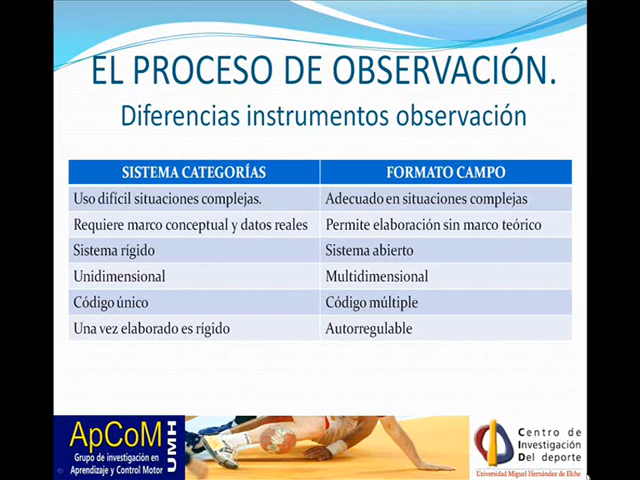 EL PROCESO DE OBSERVACIÓN.
Diferencias instrumentos observación
SISTEMA CATEGORÍAS FORMATO CAMPO
Uso difícil situaciones complejas. Adecuado en situaciones complejas
Requiere marco conceptual y datos reales Permite elaboración sin marco teórico
Sistema rígido Sistema abierto
Unidimensional Multidimensional
Código único Código múltiple
Una vez elaborado es rígido Autorregulable
ApCoM
UMH
Grupo de investigación en
Aprendizaje y Control Motor
Centro de
Investigación
Del deporte
Universidad Miguel Hernández de Elche